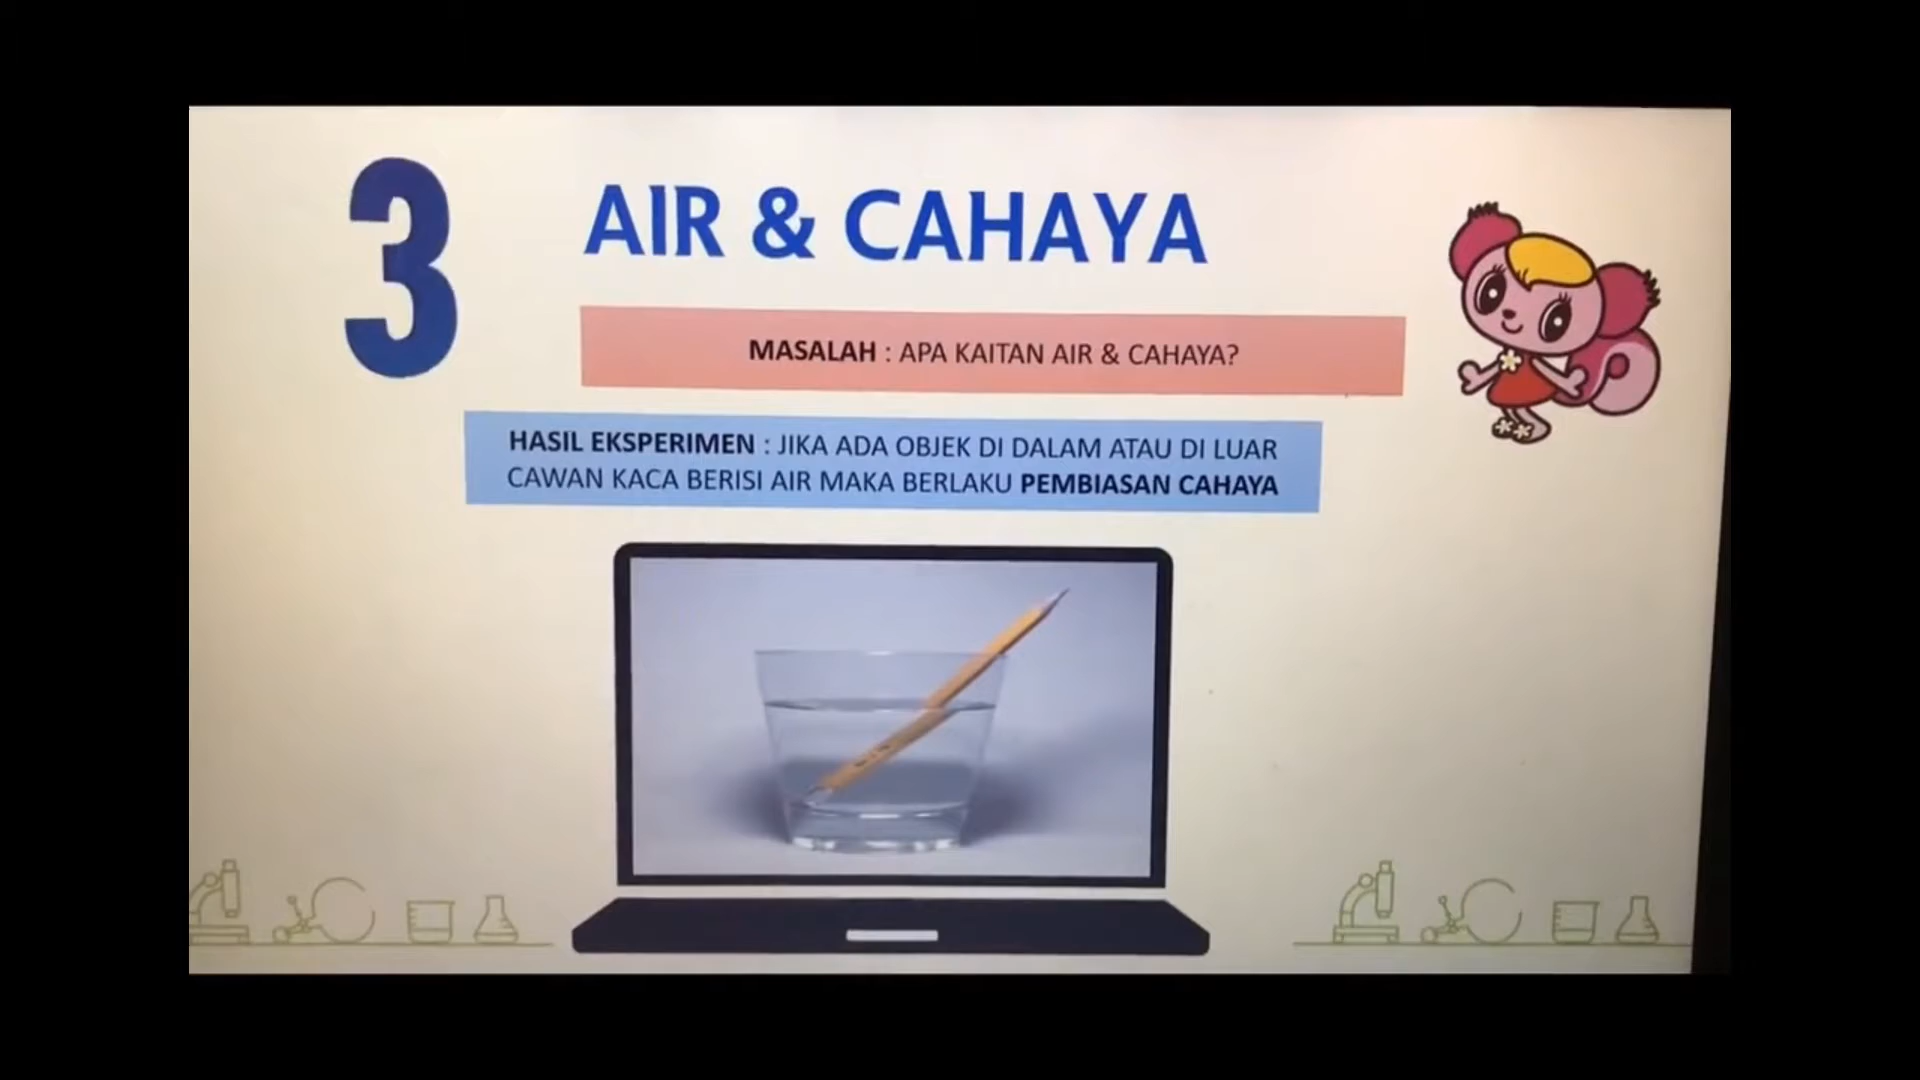 3
AIR & CAHAYA
MASALAH : APA KAITAN AIR & CAHAYA?
HASIL EKSPERIMEN : JIKA ADA OBJEK DI DALAM ATAU DI LUAR
CAWAN KACA BERISI AIR MAKA BERLAKU PEMBIASAN CAHAYA